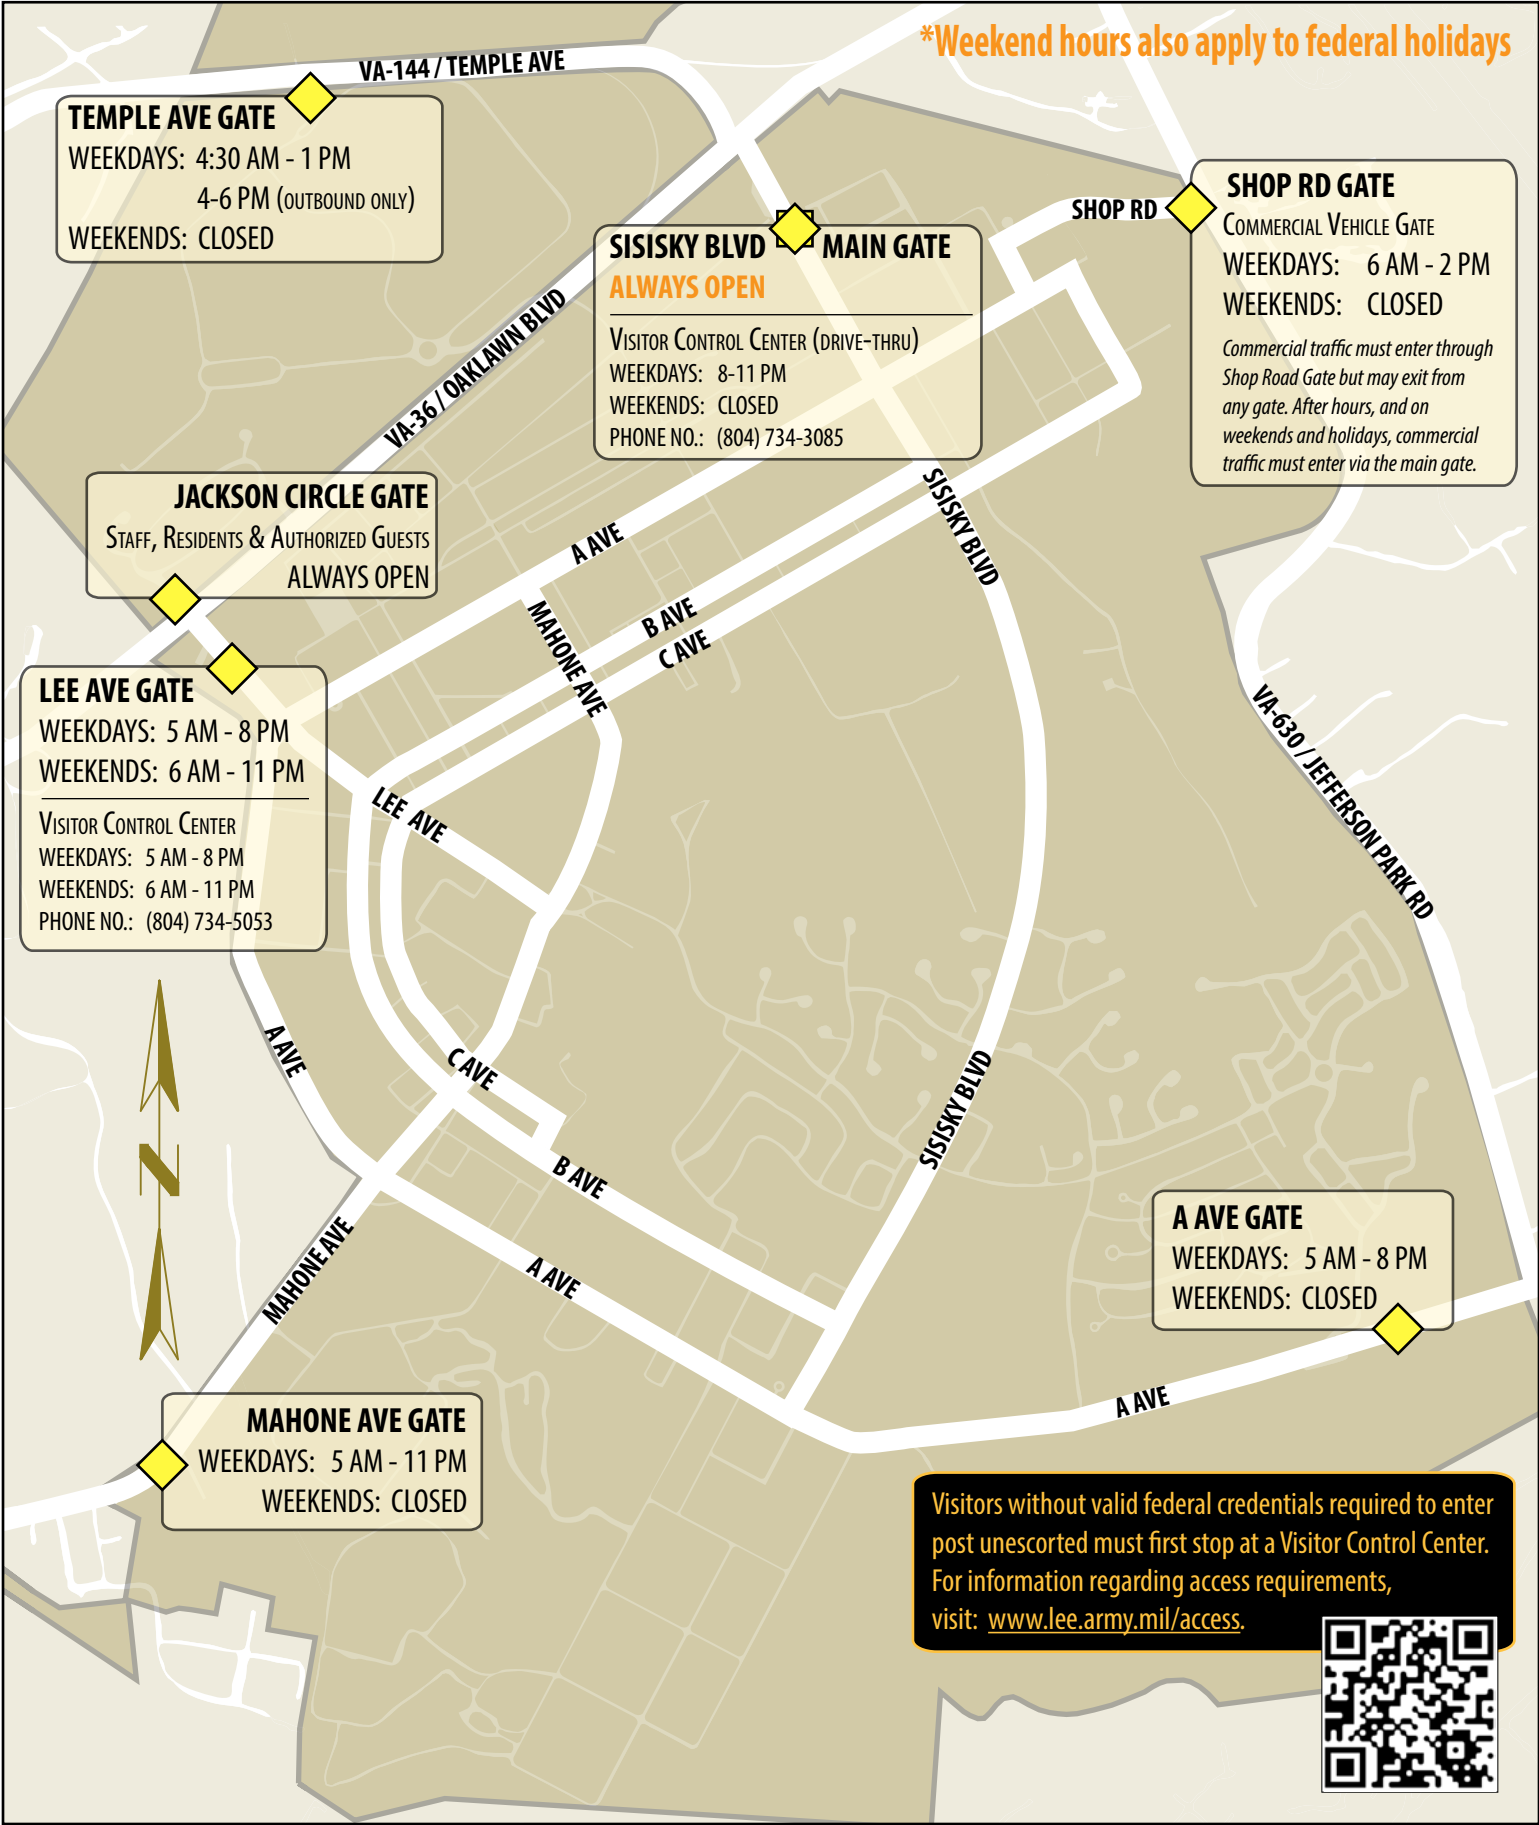 *Weekend hours also apply to federal holidays
VA-144 / TEMPLE AVE
TEMPLE AVE GATE
WEEKDAYS: 4:30 AM - 1 PM
4-6 PM (OUTBOUND ONLY)
WEEKENDS: CLOSED
SHOP RD
SHOP RD GATE
COMMERCIAL VEHICLE GATE
WEEKDAYS: 6 AM - 2 PM
WEEKENDS: CLOSED
Commercial traffic must enter through
Shop Road Gate but may exit from
any gate. After hours, and on
weekends and holidays, commercial
traffic must enter via the main gate.
SISISKY BLVD MAIN GATE
ALWAYS OPEN
VISITOR CONTROL CENTER (DRIVE-THRU)
WEEKDAYS: 8-11 PM
WEEKENDS: CLOSED
PHONE NO.: (804) 734-3085
VA-36 / OAKLAWN BLVD
JACKSON CIRCLE GATE
STAFF, RESIDENTS & AUTHORIZED GUESTS
ALWAYS OPEN
A AVE
SISISKY BLVD
B AVE
C AVE
MAHONE AVE
LEE AVE GATE
WEEKDAYS: 5 AM - 8 PM
WEEKENDS: 6 AM - 11 PM
VISITOR CONTROL CENTER
WEEKDAYS: 5 AM - 8 PM
WEEKENDS: 6 AM - 11 PM
PHONE NO.: (804) 734-5053
LEE AVE
VA-630 / JEFFERSON PARK RD
A AVE
C AVE
SISISKY BLVD
N
B AVE
A AVE
MAHONE AVE
A AVE GATE
WEEKDAYS: 5 AM - 8 PM
WEEKENDS: CLOSED
A AVE
MAHONE AVE GATE
WEEKDAYS: 5 AM - 11 PM
WEEKENDS: CLOSED
Visitors without valid federal credentials required to enter
post unescorted must first stop at a Visitor Control Center.
For information regarding access requirements,
visit: www.lee.army.mil/access.